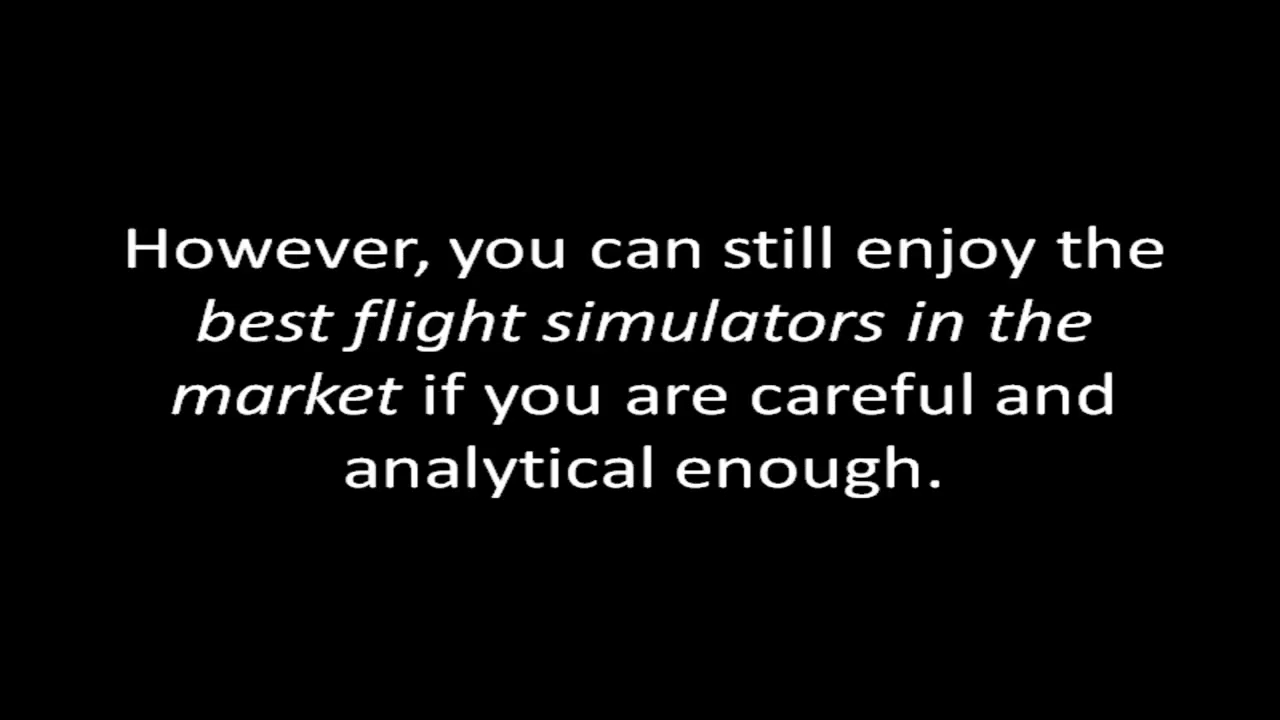 However, you can still enjoy the
best flight simulators in the
market if you are careful and
analytical enough.